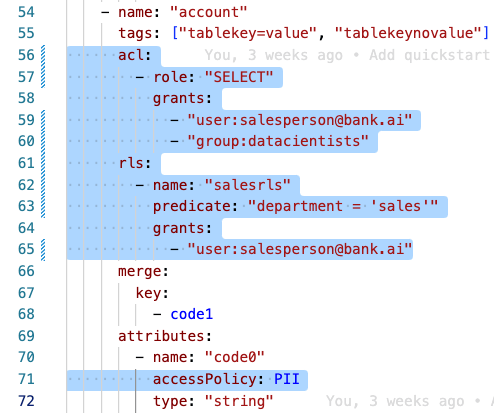 54 - name: "account"
55 tags: ["tablekey=value", "tablekeynovalue"]
56 acl: You, 3 weeks ago • Add quickstart
57 - role: "SELECT"
58 grants:
59 - "user:salesperson@bank.ai"
60 - "group:datacientists"
61 rls:
62 - name: "salesrls"
63 predicate: "department = 'sales'"
64 grants:
65 - "user:salesperson@bank.ai"
66 merge:
67 key:
68 - code1
69 attributes:
70 - name: "code0"
71 accessPolicy: PII
72 type: "string" You, 3 weeks ago •